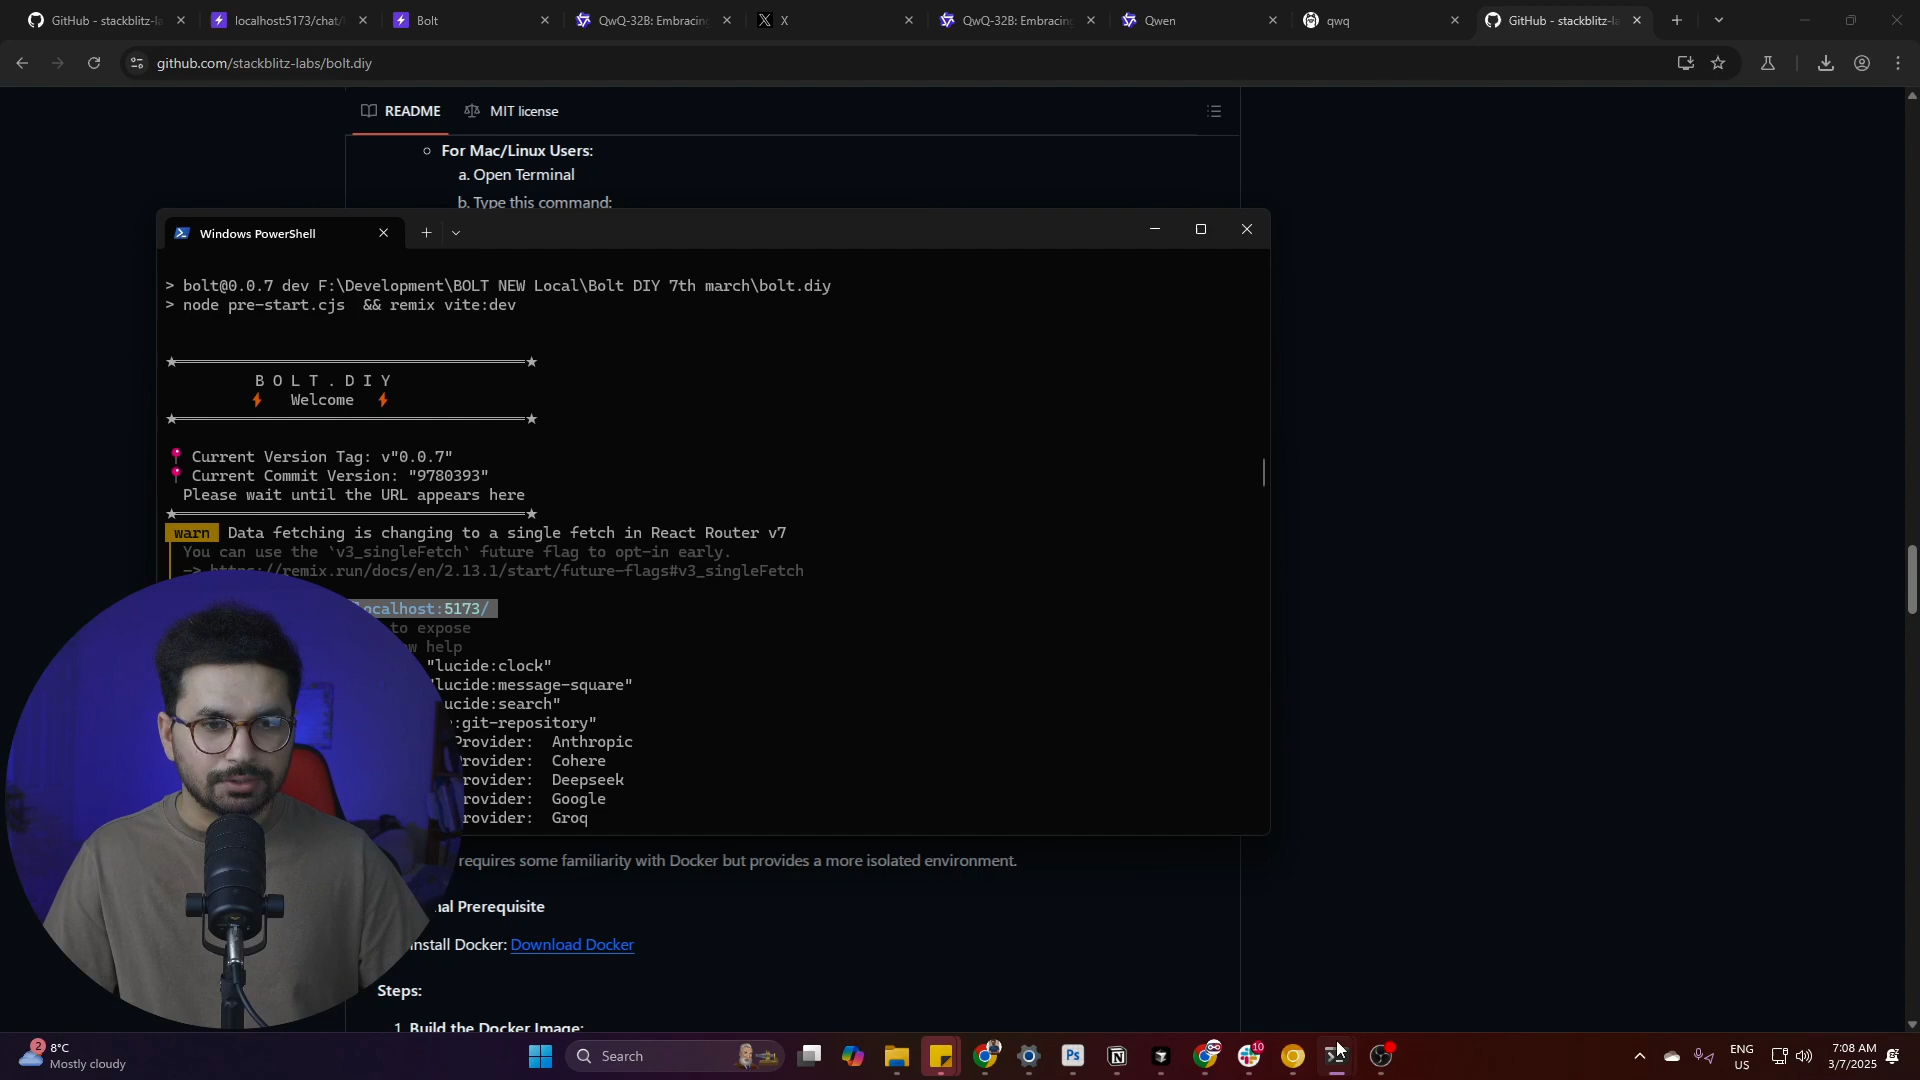 GitHub - stackblitz-la
localhost:5173/chat/
Bolt
QwQ-32B: Embracing
X
QwQ-32B: Embracing
Qwen
qwq
GitHub - stackblitz-la
github.com/stackblitz-labs/bolt.diy
README
MIT license
For Mac/Linux Users:
a. Open Terminal
b. Type this command:
Windows PowerShell
> bolt@0.0.7 dev F:\Development\BOLT NEW Local\Bolt DIY 7th march\bolt.diy
> node pre-start.cjs  && remix vite:dev
★═══════════════════════════════════════★
B O L T . D I Y
⚡ Welcome ⚡
★═══════════════════════════════════════★
📍 Current Version Tag: v"0.0.7"
📍 Current Commit Version: "9780393"
Please wait until the URL appears here
★═══════════════════════════════════════★
warn Data fetching is changing to a single fetch in React Router v7
You can use the `v3_singleFetch` future flag to opt-in early.
-> https://remix.run/docs/en/2.13.1/start/future-flags#v3_singleFetch
localhost:5173/
to expose
w help
"lucide:clock"
"lucide:message-square"
ucide:search"
:git-repository"
Provider: Anthropic
rovider: Cohere
rovider: Deepseek
rovider: Google
rovider: Groq
requires some familiarity with Docker but provides a more isolated environment.
nal Prerequisite
Install Docker: Download Docker
Steps:
1. Build the Docker Image:
2
8°C
Mostly cloudy
Search
Ps
10
ENG
US
7:08 AM
3/7/2025